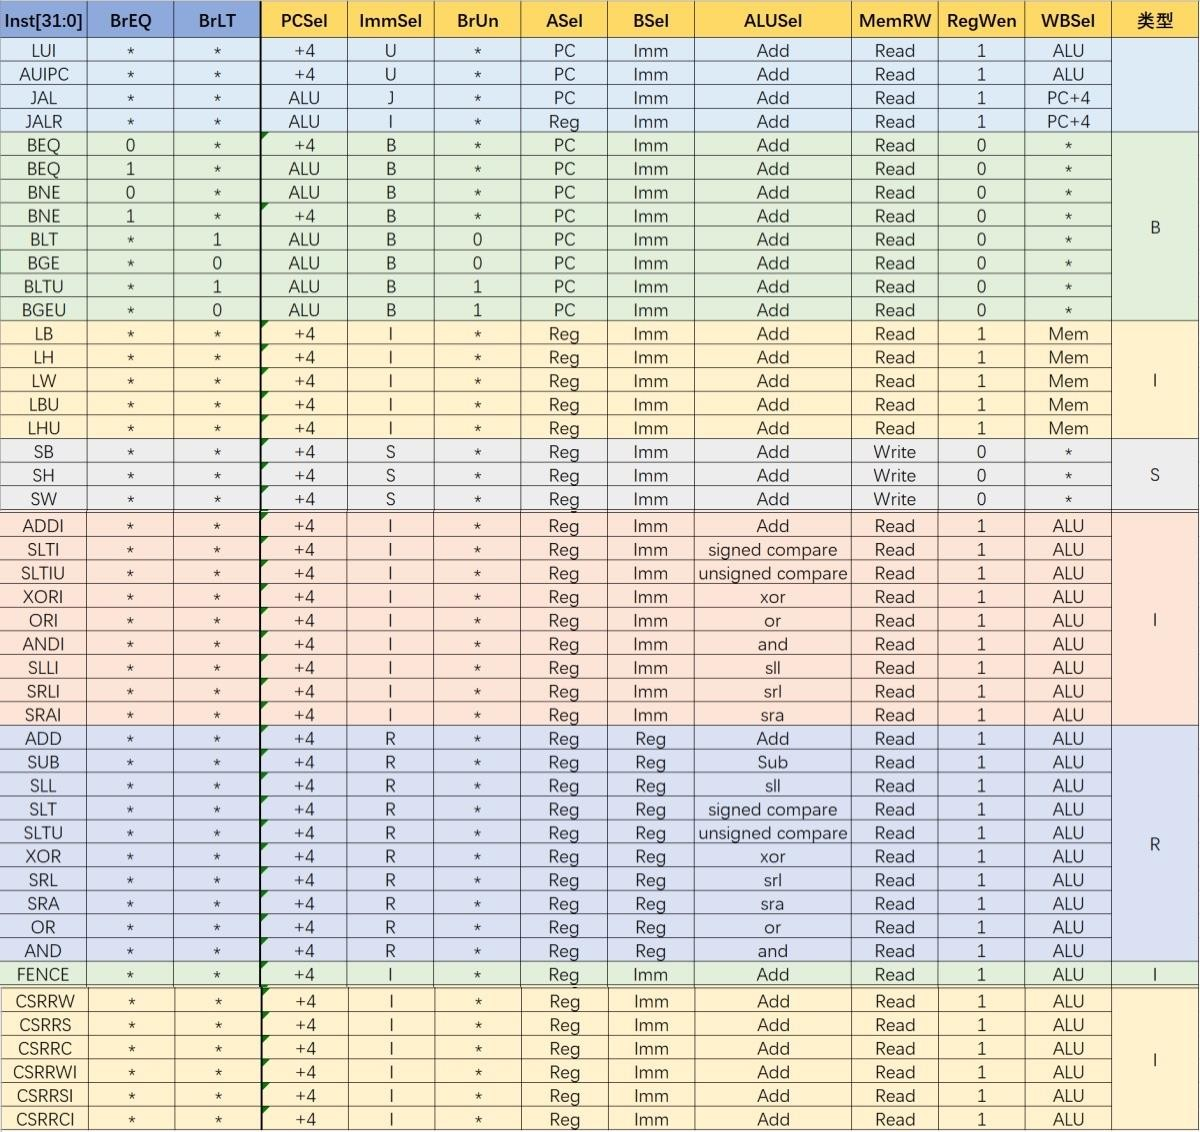 Inst[31:0] BrEQ BrLT PCSel ImmSel BrUn ASel BSel ALUSel MemRW RegWen WBSel 类型
LUI * * +4 U * PC Imm Add Read 1 ALU
AUIPC * * +4 U * PC Imm Add Read 1 ALU
JAL * * ALU J * PC Imm Add Read 1 PC+4
JALR * * ALU I * Reg Imm Add Read 1 PC+4
BEQ 0 * +4 B * PC Imm Add Read 0 *
BEQ 1 * ALU B * PC Imm Add Read 0 *
BNE 0 * ALU B * PC Imm Add Read 0 *
BNE 1 * +4 B * PC Imm Add Read 0 * B
BLT * 1 ALU B 0 PC Imm Add Read 0 *
BGE * 0 ALU B 0 PC Imm Add Read 0 *
BLTU * 1 ALU B 1 PC Imm Add Read 0 *
BGEU * 0 ALU B 1 PC Imm Add Read 0 *
LB * * +4 I * Reg Imm Add Read 1 Mem
LH * * +4 I * Reg Imm Add Read 1 Mem
LW * * +4 I * Reg Imm Add Read 1 Mem I
LBU * * +4 I * Reg Imm Add Read 1 Mem
LHU * * +4 I * Reg Imm Add Read 1 Mem
SB * * +4 S * Reg Imm Add Write 0 *
SH * * +4 S * Reg Imm Add Write 0 * S
SW * * +4 S * Reg Imm Add Write 0 *
ADDI * * +4 I * Reg Imm Add Read 1 ALU
SLTI * * +4 I * Reg Imm signed compare Read 1 ALU
SLTIU * * +4 I * Reg Imm unsigned compare Read 1 ALU
XORI * * +4 I * Reg Imm xor Read 1 ALU
ORI * * +4 I * Reg Imm or Read 1 ALU I
ANDI * * +4 I * Reg Imm and Read 1 ALU
SLLI * * +4 I * Reg Imm sll Read 1 ALU
SRLI * * +4 I * Reg Imm srl Read 1 ALU
SRAI * * +4 I * Reg Imm sra Read 1 ALU
ADD * * +4 R * Reg Reg Add Read 1 ALU
SUB * * +4 R * Reg Reg Sub Read 1 ALU
SLL * * +4 R * Reg Reg sll Read 1 ALU
SLT * * +4 R * Reg Reg signed compare Read 1 ALU
SLTU * * +4 R * Reg Reg unsigned compare Read 1 ALU
XOR * * +4 R * Reg Reg xor Read 1 ALU R
SRL * * +4 R * Reg Reg srl Read 1 ALU
SRA * * +4 R * Reg Reg sra Read 1 ALU
OR * * +4 R * Reg Reg or Read 1 ALU
AND * * +4 R * Reg Reg and Read 1 ALU
FENCE * * +4 I * Reg Imm Add Read 1 ALU I
CSRRW * * +4 I * Reg Imm Add Read 1 ALU
CSRRS * * +4 I * Reg Imm Add Read 1 ALU
CSRRC * * +4 I * Reg Imm Add Read 1 ALU I
CSRRWI * * +4 I * Reg Imm Add Read 1 ALU
CSRRSI * * +4 I * Reg Imm Add Read 1 ALU
CSRRCI * * +4 I * Reg Imm Add Read 1 ALU